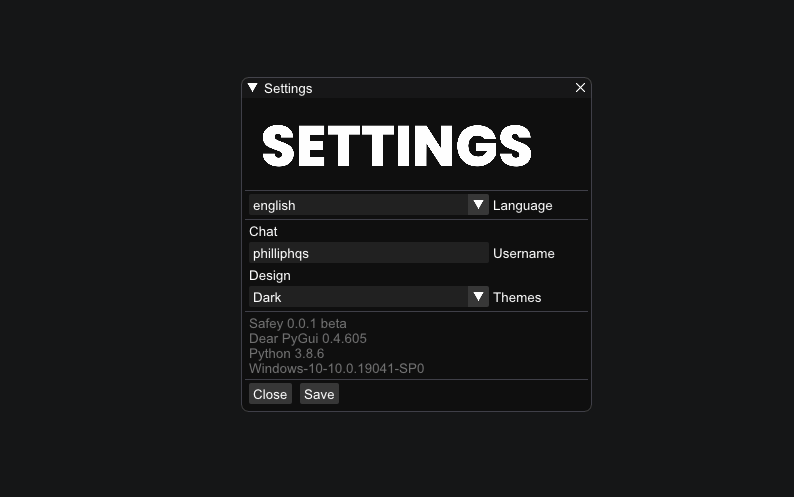 Settings
SETTINGS
english Language
Chat
philliphqs Username
Design
Dark Themes
Safey 0.0.1 beta
Dear PyGui 0.4.605
Python 3.8.6
Windows-10-10.0.19041-SP0
Close Save